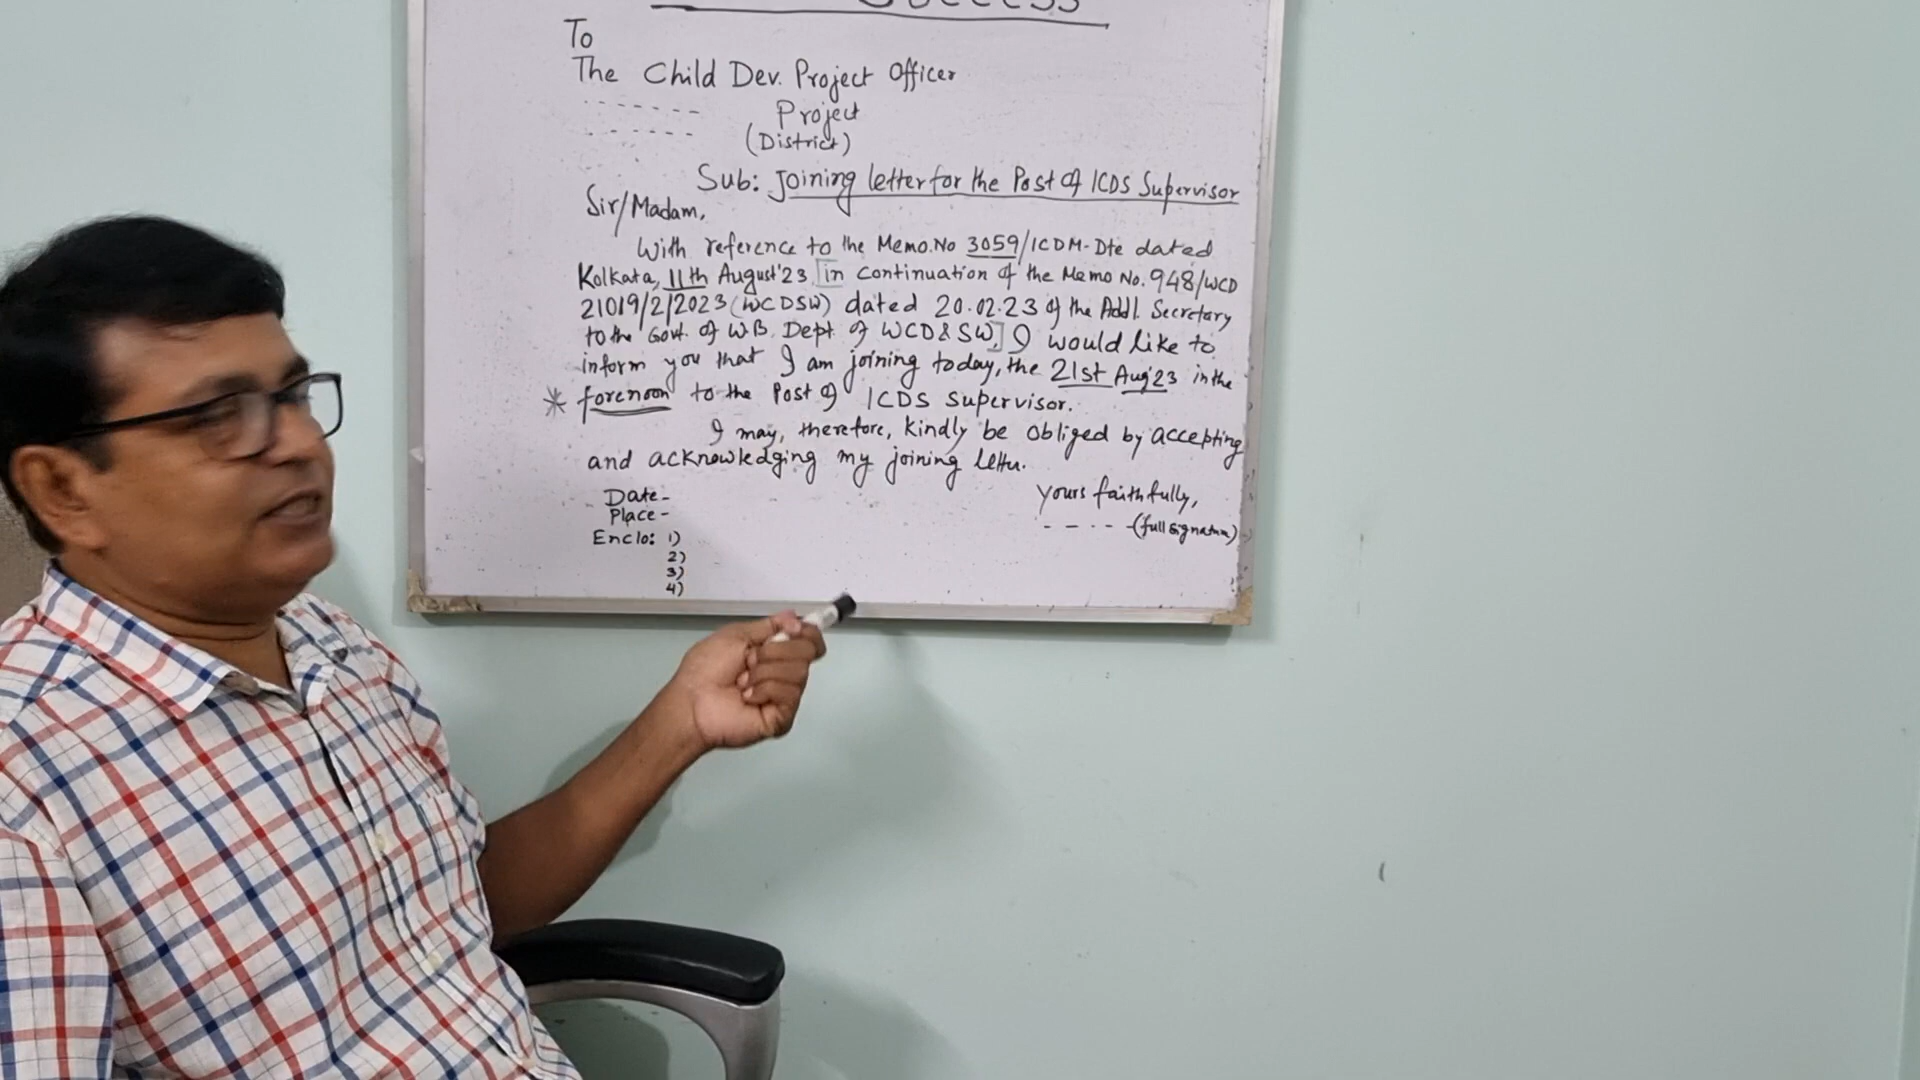 Success
To
The Child Dev. Project Officer
------- Project
------- (District)
Sub: Joining letter for the Post of ICDS Supervisor
Sir/Madam,
With reference to the Memo.No 3059/ICDM-Dte dated
Kolkata, 11th August'23 [in continuation of the Memo No. 948/WCD
21019/2/2023 (WCDSW) dated 20.02.23 of the Addl. Secretary
to the Govt. of WB. Dept. of WCD & SW,] I would like to
inform you that I am joining today, the 21st Aug'23 in the
* forenoon to the Post of ICDS Supervisor.
I may, therefore, kindly be obliged by accepting
and acknowledging my joining letter.
Date-
Place-
Enclo: 1)
2)
3)
4)
yours faithfully,
---- (full signature)